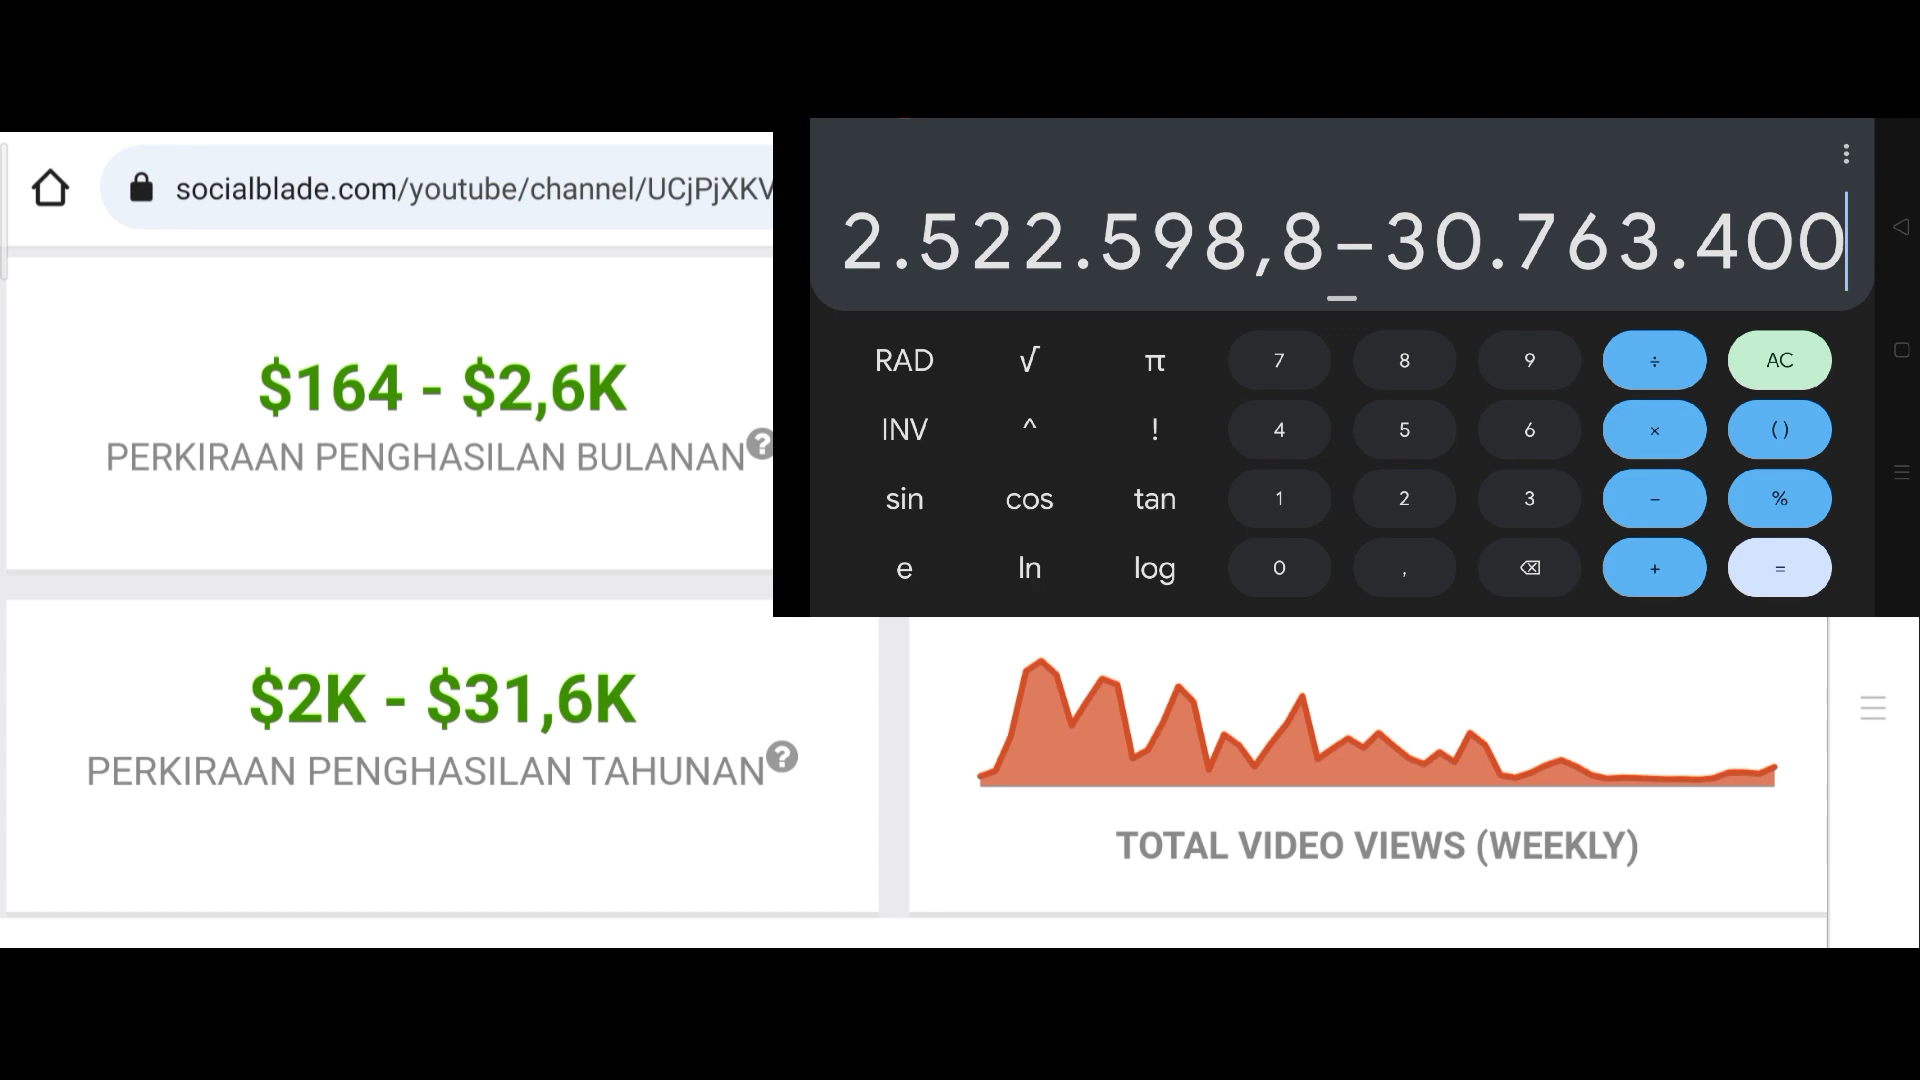 socialblade.com/youtube/channel/UCjPjXKV
$164 - $2,6K
PERKIRAAN PENGHASILAN BULANAN ?
$2K - $31,6K
PERKIRAAN PENGHASILAN TAHUNAN ?
2.522.598,8–30.763.400
RAD √ π 7 8 9 ÷ AC
INV ^ ! 4 5 6 × ()
sin cos tan 1 2 3 – %
e ln log 0 , + =
TOTAL VIDEO VIEWS (WEEKLY)